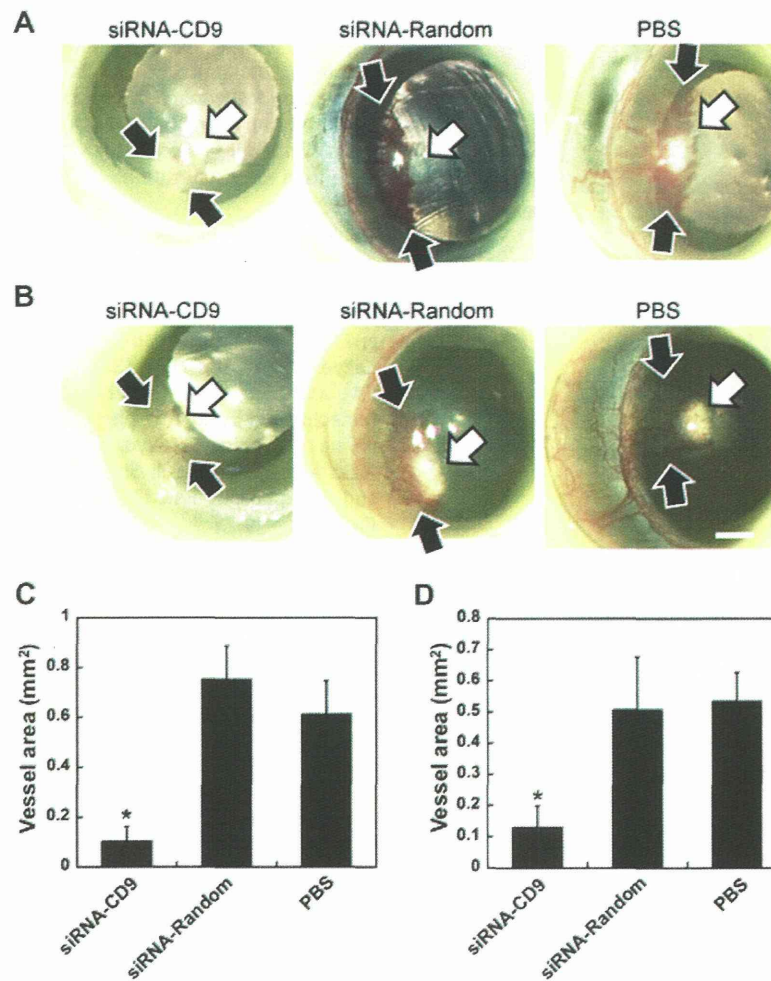 A
siRNA-CD9
siRNA-Random
PBS
B
siRNA-CD9
siRNA-Random
PBS
C
Vessel area (mm²)
1
0.8
0.6
0.4
0.2
0
*
siRNA-CD9
siRNA-Random
PBS
D
Vessel area (mm²)
0.8
0.7
0.6
0.5
0.4
0.3
0.2
0.1
0
*
siRNA-CD9
siRNA-Random
PBS